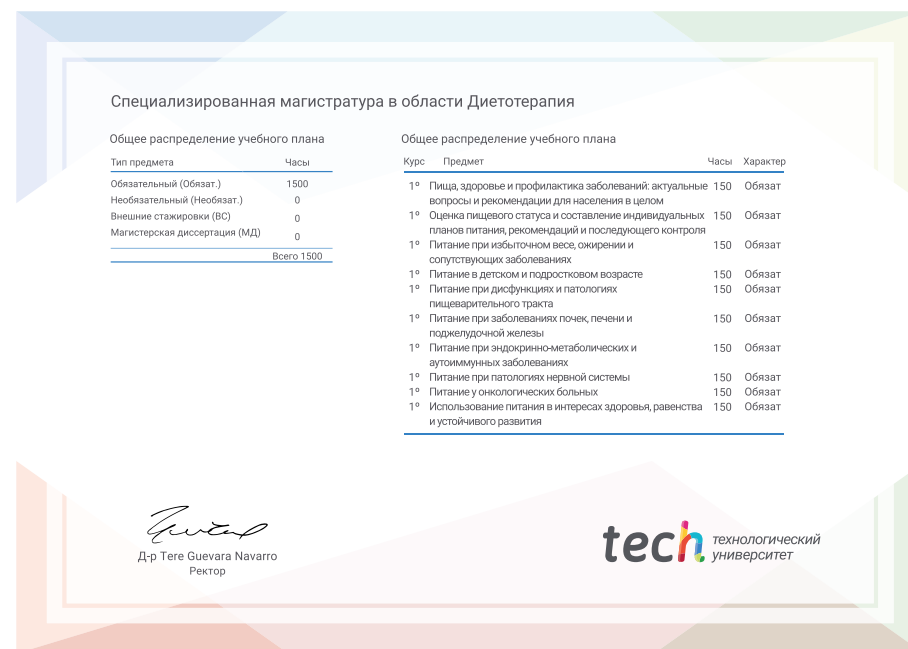 Специализированная магистратура в области Диетотерапия
Общее распределение учебного плана
Тип предмета Часы
Обязательный (Обязат.) 1500
Необязательный (Необязат.) 0
Внешние стажировки (ВС) 0
Магистерская диссертация (МД) 0
Всего 1500
Общее распределение учебного плана
Курс Предмет Часы Характер
1º Пища, здоровье и профилактика заболеваний: актуальные 150 Обязат
вопросы и рекомендации для населения в целом
1º Оценка пищевого статуса и составление индивидуальных 150 Обязат
планов питания, рекомендаций и последующего контроля
1º Питание при избыточном весе, ожирении и 150 Обязат
сопутствующих заболеваниях
1º Питание в детском и подростковом возрасте 150 Обязат
1º Питание при дисфункциях и патологиях 150 Обязат
пищеварительного тракта
1º Питание при заболеваниях почек, печени и 150 Обязат
поджелудочной железы
1º Питание при эндокринно-метаболических и 150 Обязат
аутоиммунных заболеваниях
1º Питание при патологиях нервной системы 150 Обязат
1º Питание у онкологических больных 150 Обязат
1º Использование питания в интересах здоровья, равенства 150 Обязат
и устойчивого развития
Д-р Tere Guevara Navarro
Ректор
tech технологический
университет